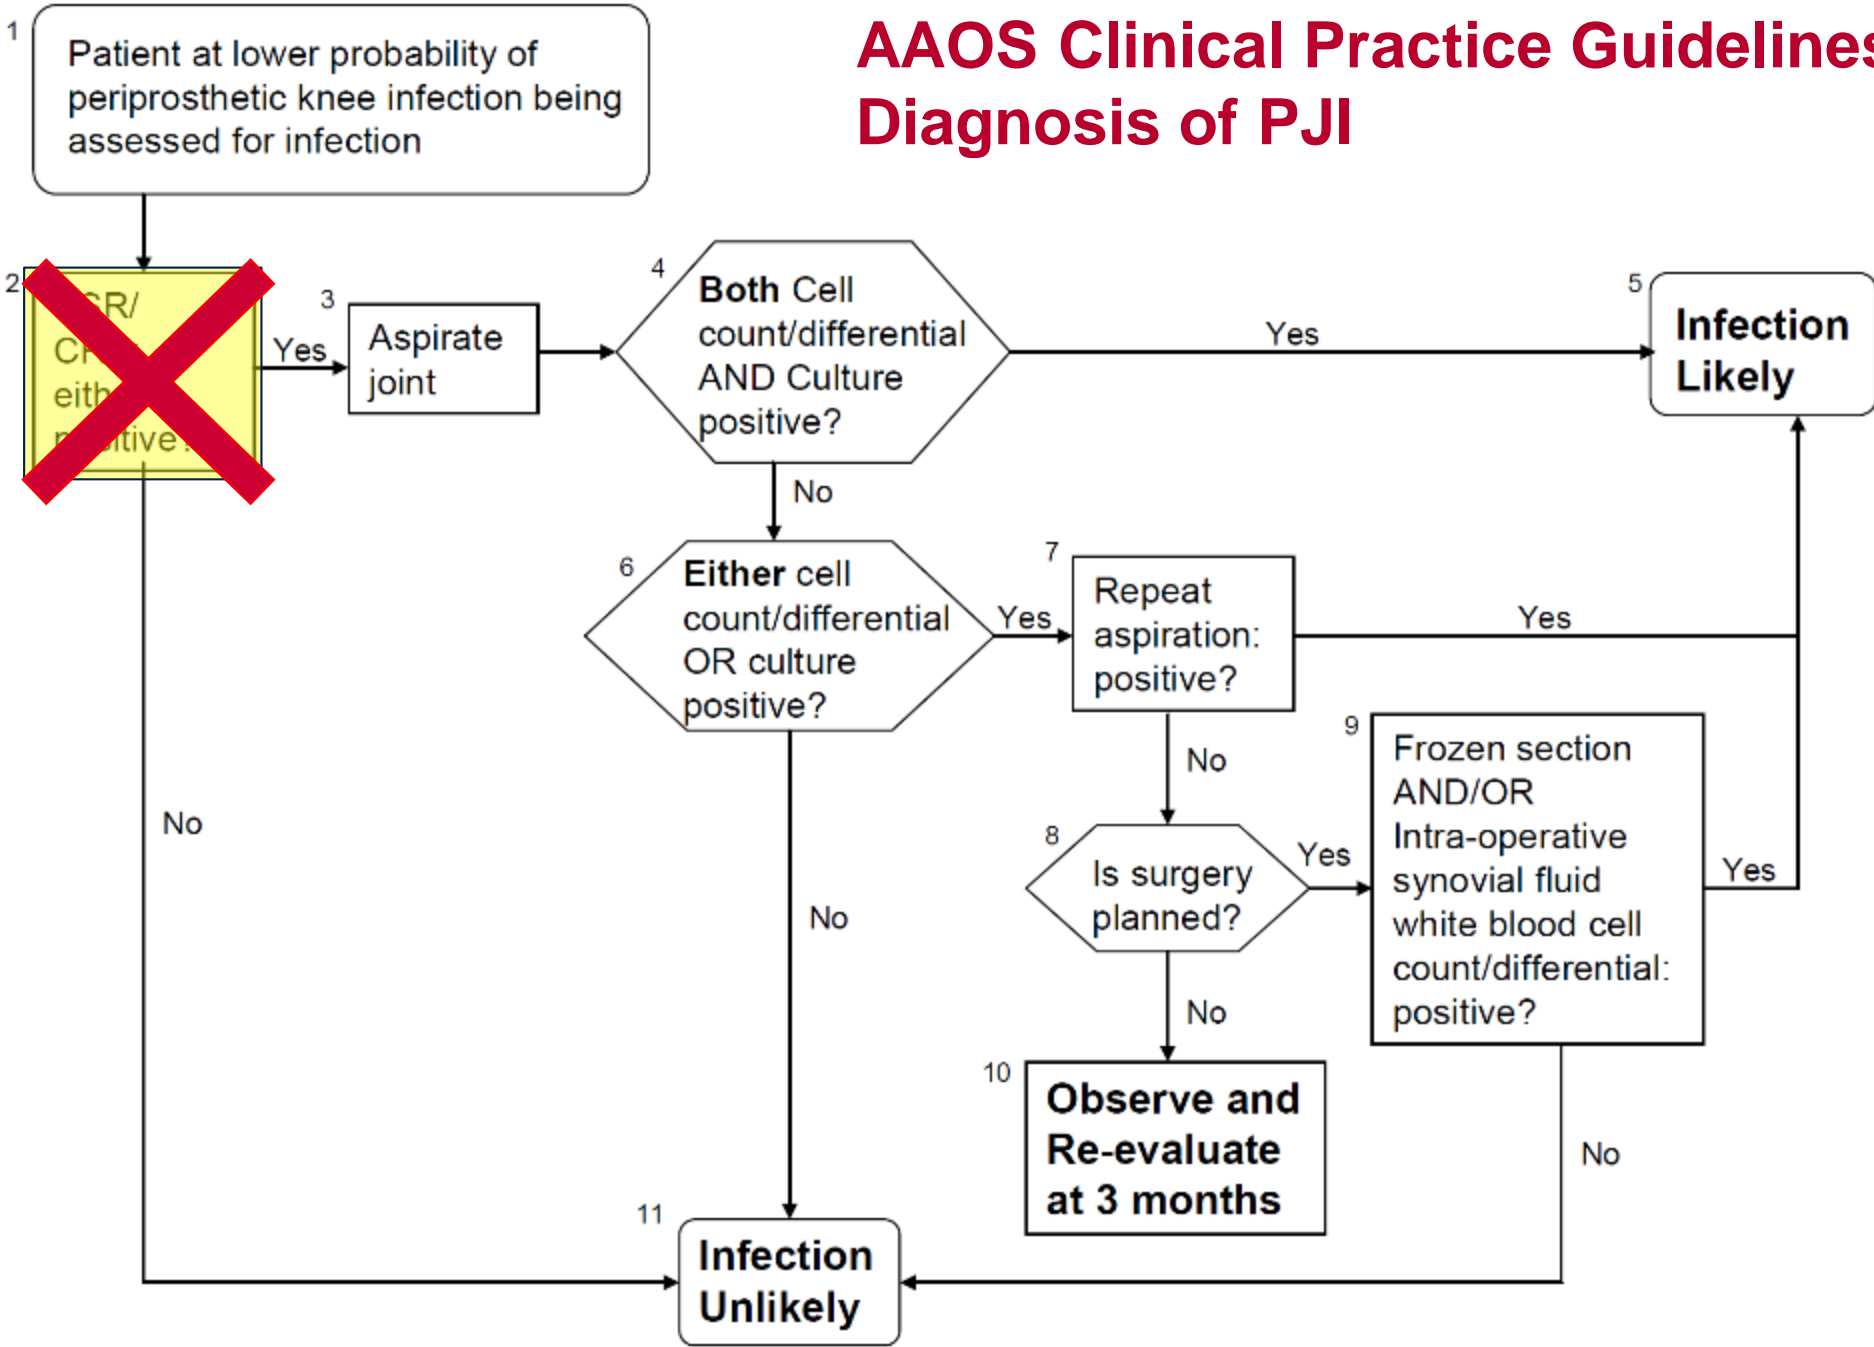 AAOS Clinical Practice Guidelines
Diagnosis of PJI
1
Patient at lower probability of
periprosthetic knee infection being
assessed for infection
2
3
Yes
Aspirate
joint
4
Both Cell
count/differential
AND Culture
positive?
Yes
5
Infection
Likely
No
6
Either cell
count/differential
OR culture
positive?
Yes
7
Repeat
aspiration:
positive?
Yes
No
8
Is surgery
planned?
Yes
9
Frozen section
AND/OR
Intra-operative
synovial fluid
white blood cell
count/differential:
positive?
Yes
No
No
No
10
Observe and
Re-evaluate
at 3 months
No
11
Infection
Unlikely